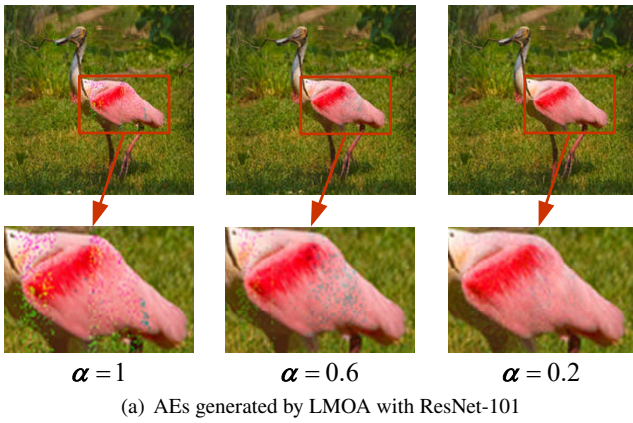 α = 1
α = 0.6
α = 0.2
(a) AEs generated by LMOA with ResNet-101